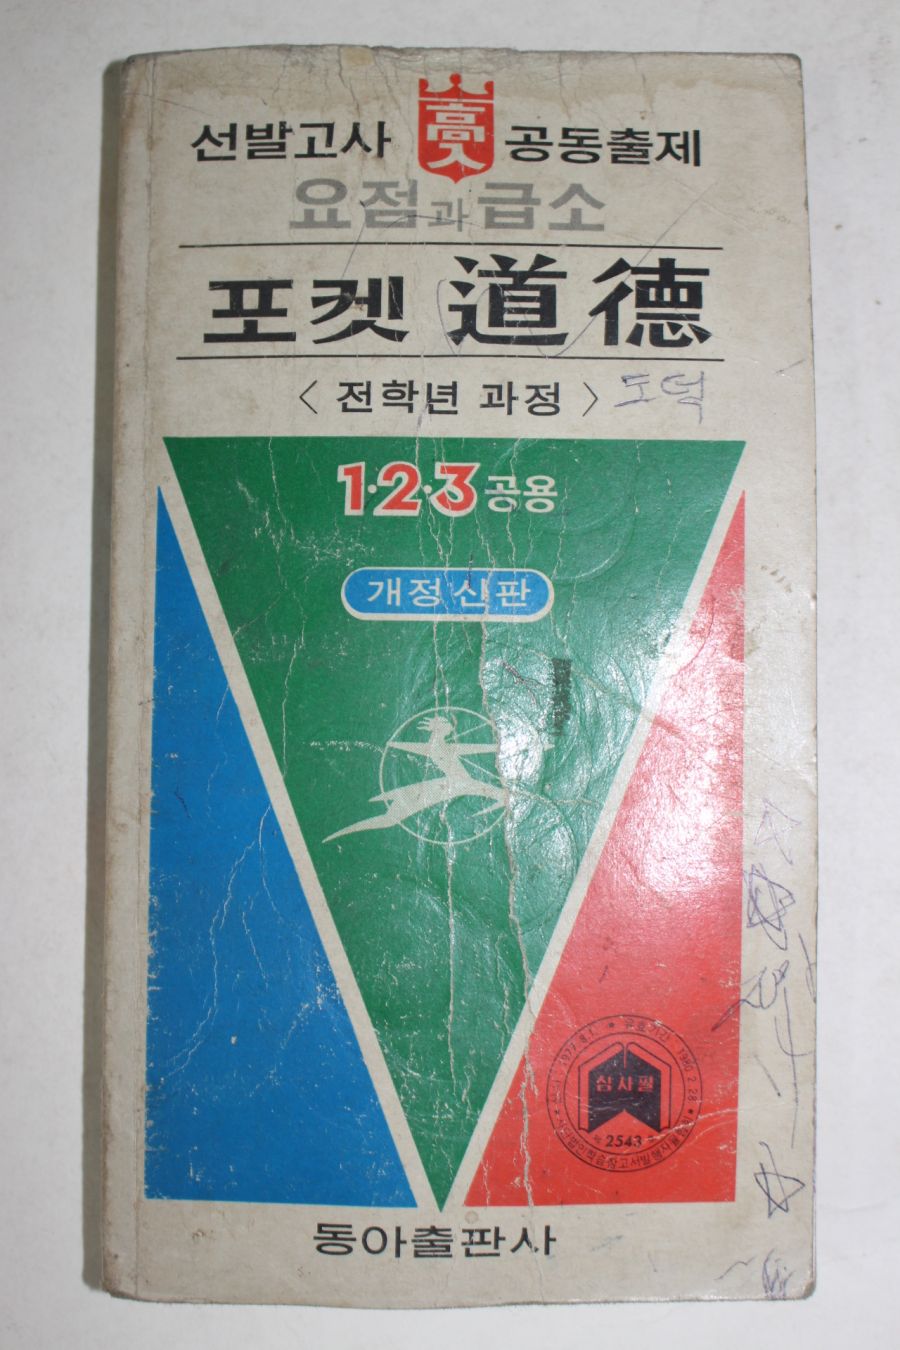 선발고사 高入 공동출제
요점과급소
포켓 道德
〈 전학년 과정 〉 도덕
1·2·3 공용
개정 신판
심사필
2543
동아출판사